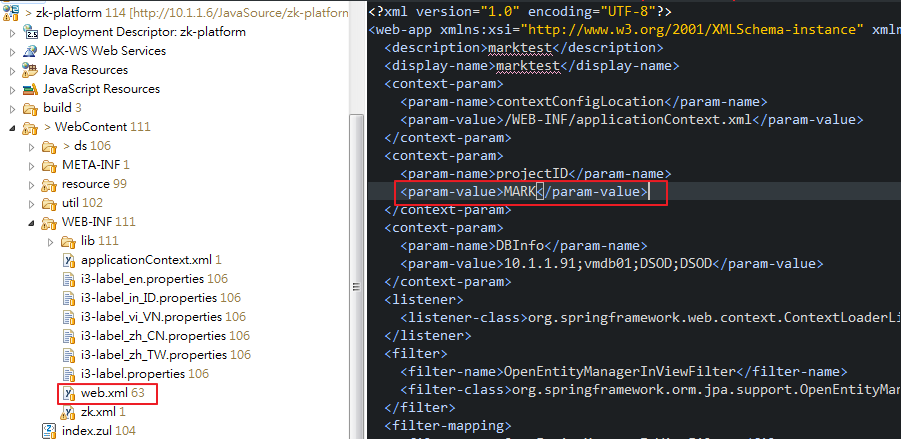 > zk-platform 114 [http://10.1.1.6/JavaSource/zk-platform
Deployment Descriptor: zk-platform
JAX-WS Web Services
Java Resources
JavaScript Resources
build 3
> WebContent 111
> ds 106
META-INF 1
resource 99
util 102
WEB-INF 111
lib 111
applicationContext.xml 1
i3-label_en.properties 106
i3-label_in_ID.properties 106
i3-label_vi_VN.properties 106
i3-label_zh_CN.properties 106
i3-label_zh_TW.properties 106
i3-label.properties 106
web.xml 63
zk.xml 1
index.zul 104
<?xml version="1.0" encoding="UTF-8"?>
<web-app xmlns:xsi="http://www.w3.org/2001/XMLSchema-instance" xml
<description>marktest</description>
<display-name>marktest</display-name>
<context-param>
<param-name>contextConfigLocation</param-name>
<param-value>/WEB-INF/applicationContext.xml</param-value>
</context-param>
<context-param>
<param-name>projectID</param-name>
<param-value>MARK</param-value>
</context-param>
<context-param>
<param-name>DBInfo</param-name>
<param-value>10.1.1.91;vmdb01;DSOD;DSOD</param-value>
</context-param>
<listener>
<listener-class>org.springframework.web.context.ContextLoaderLi
<filter>
<filter-name>OpenEntityManagerInViewFilter</filter-name>
<filter-class>org.springframework.orm.jpa.support.OpenEntityMan
</filter>
<filter-mapping>